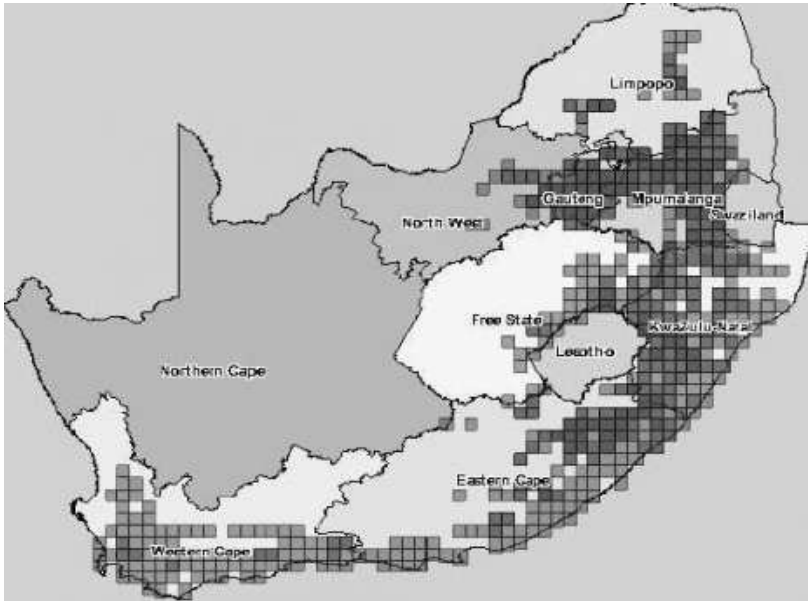 Limpopo
Gauteng
Mpumalanga
North West
Swaziland
Free State
KwaZulu-Natal
Lesotho
Northern Cape
Eastern Cape
Western Cape